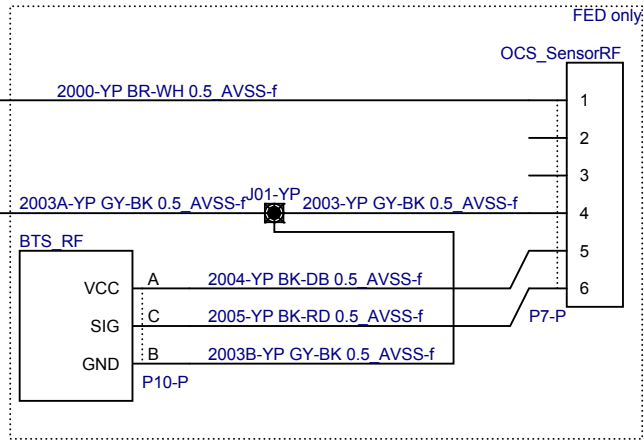 FED only
OCS_SensorRF
2000-YP BR-WH 0.5_AVSS-f
1
2
3
2003A-YP GY-BK 0.5_AVSS-f J01-YP 2003-YP GY-BK 0.5_AVSS-f 4
BTS_RF
5
VCC A 2004-YP BK-DB 0.5_AVSS-f 6
SIG C 2005-YP BK-RD 0.5_AVSS-f P7-P
GND B 2003B-YP GY-BK 0.5_AVSS-f
P10-P